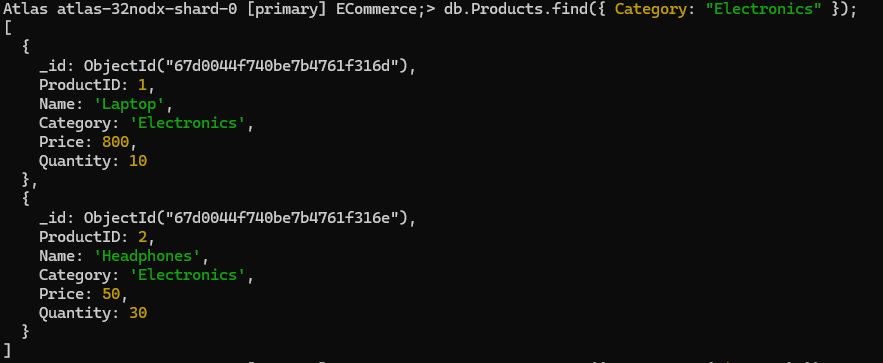 Atlas atlas-32nodx-shard-0 [primary] ECommerce;> db.Products.find({ Category: "Electronics" });
[
  {
    _id: ObjectId("67d0044f740be7b4761f316d"),
    ProductID: 1,
    Name: 'Laptop',
    Category: 'Electronics',
    Price: 800,
    Quantity: 10
  },
  {
    _id: ObjectId("67d0044f740be7b4761f316e"),
    ProductID: 2,
    Name: 'Headphones',
    Category: 'Electronics',
    Price: 50,
    Quantity: 30
  }
]